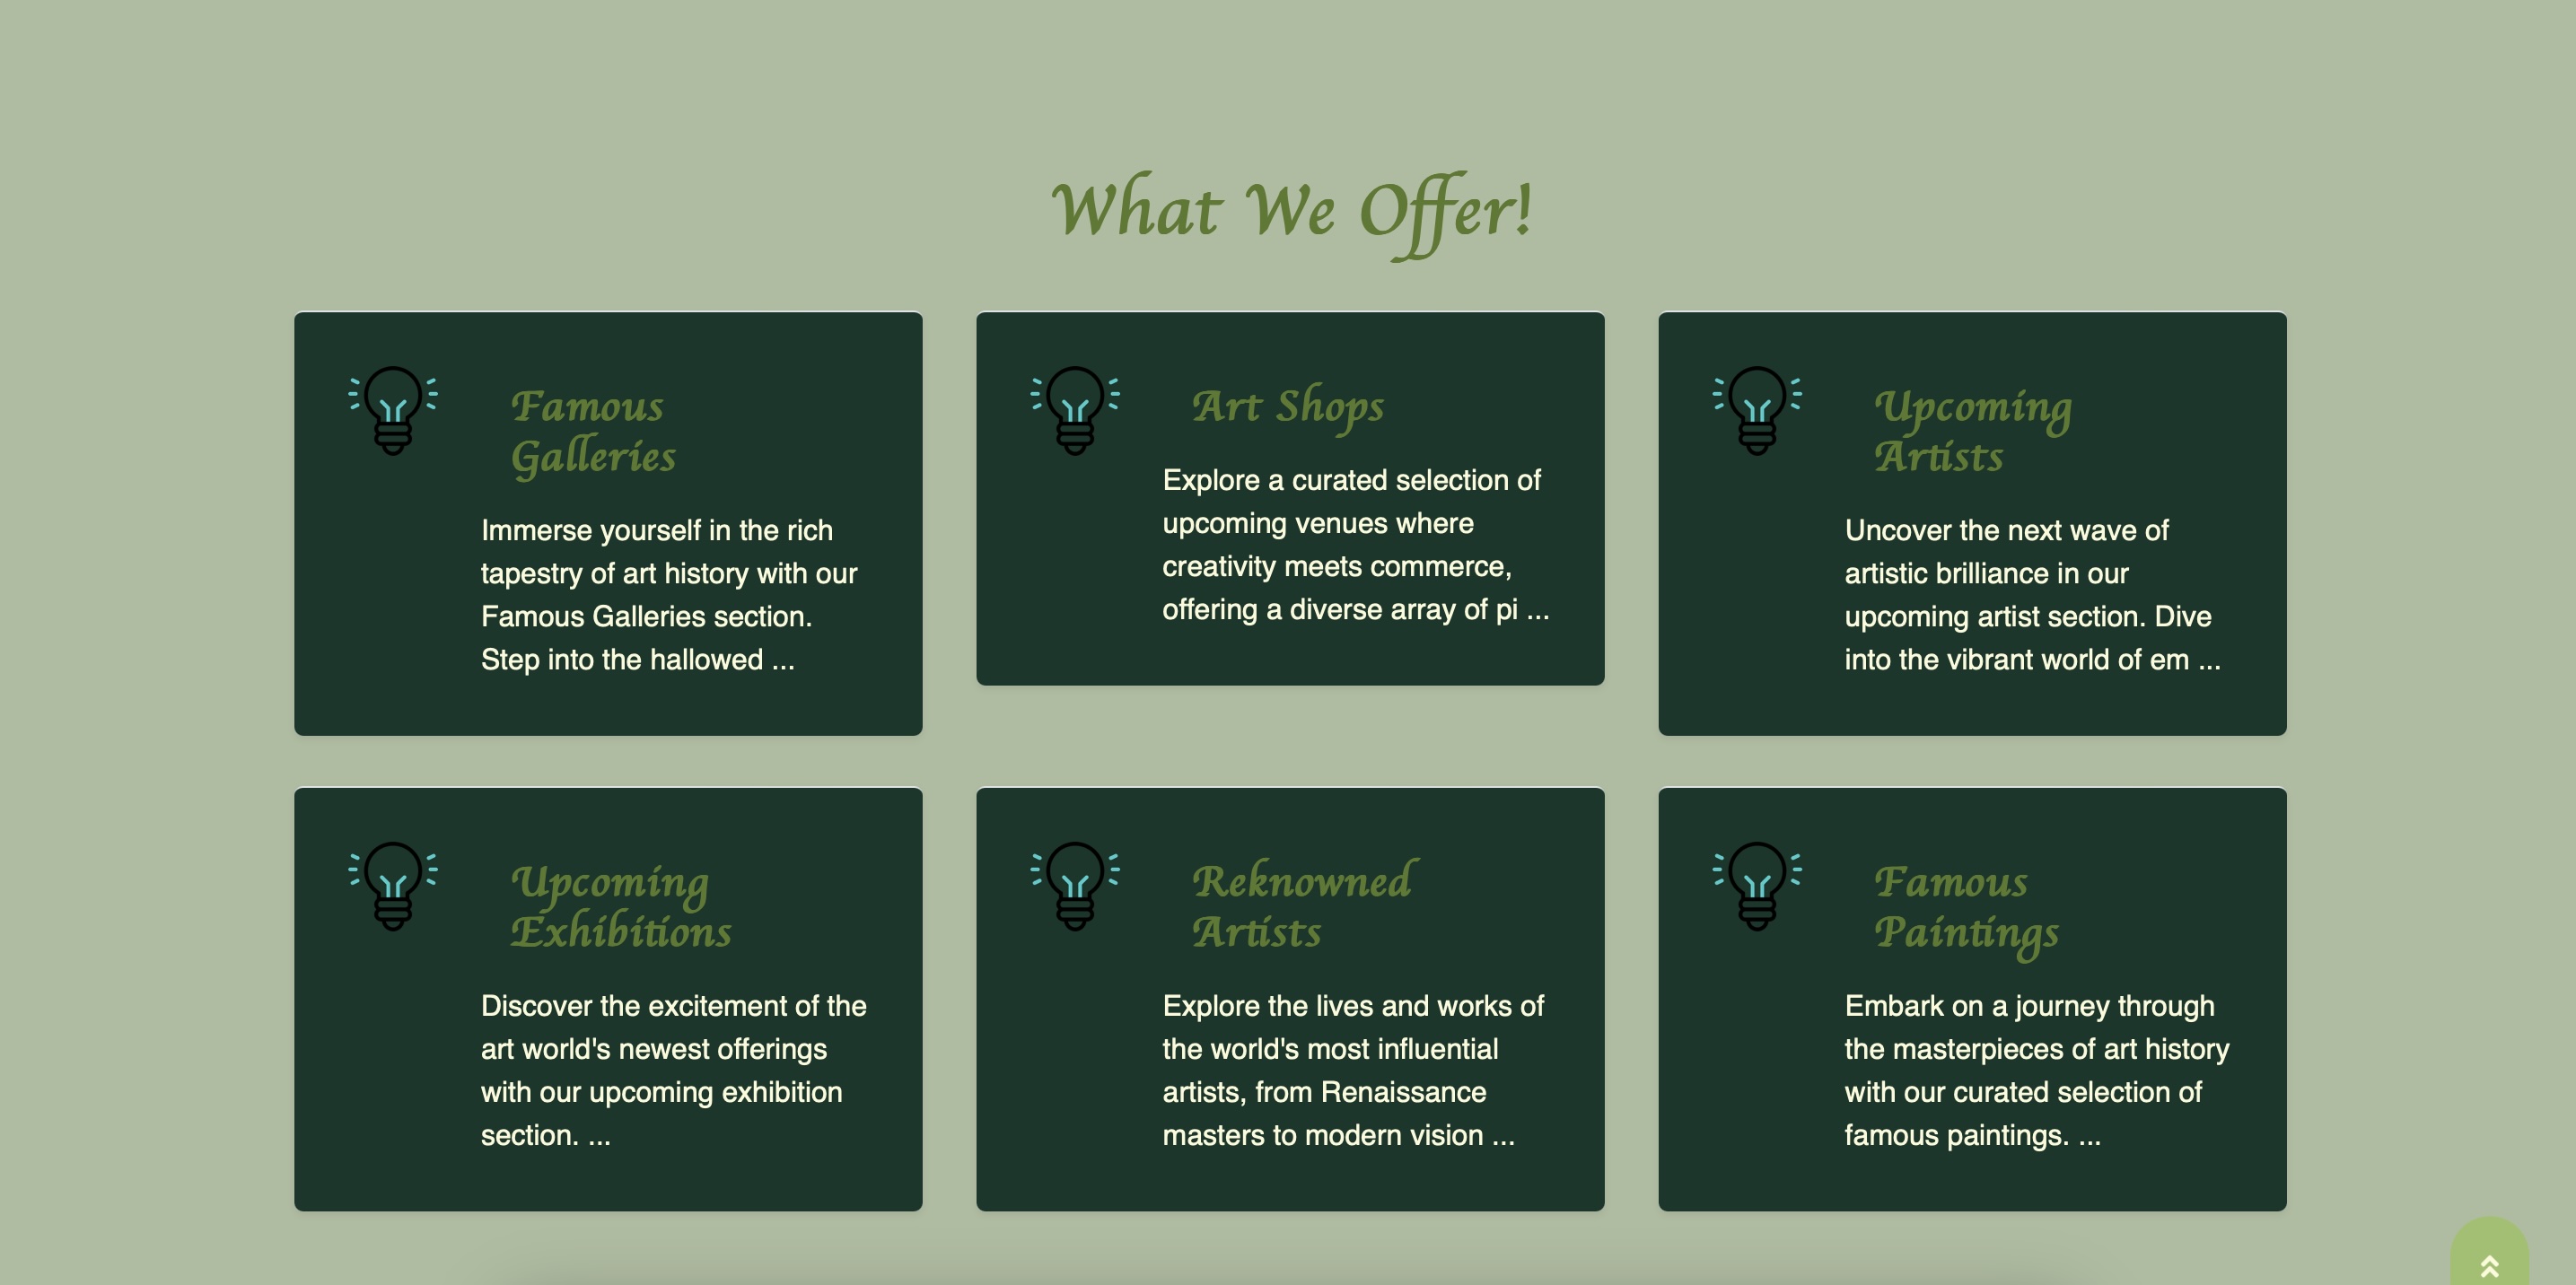 What We Offer!
Famous
Galleries
Immerse yourself in the rich
tapestry of art history with our
Famous Galleries section.
Step into the hallowed ...
Art Shops
Explore a curated selection of
upcoming venues where
creativity meets commerce,
offering a diverse array of pi ...
Upcoming
Artists
Uncover the next wave of
artistic brilliance in our
upcoming artist section. Dive
into the vibrant world of em ...
Upcoming
Exhibitions
Discover the excitement of the
art world's newest offerings
with our upcoming exhibition
section. ...
Reknowned
Artists
Explore the lives and works of
the world's most influential
artists, from Renaissance
masters to modern vision ...
Famous
Paintings
Embark on a journey through
the masterpieces of art history
with our curated selection of
famous paintings. ...